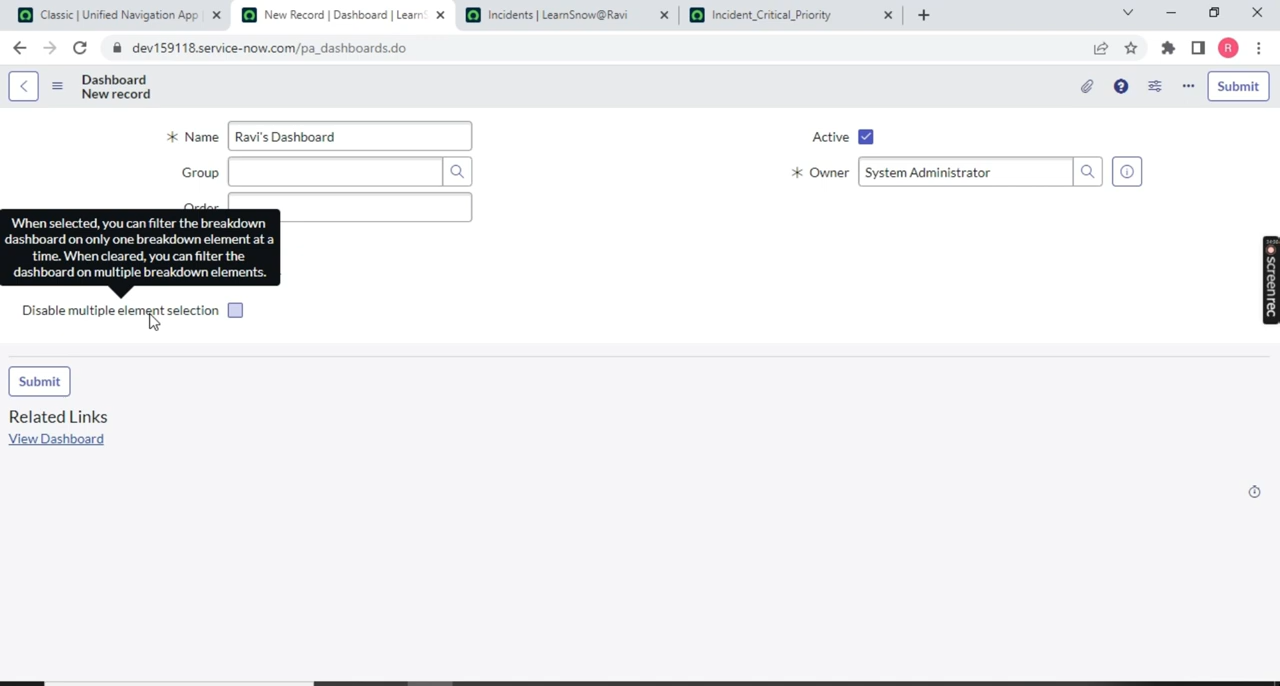 Classic | Unified Navigation App
New Record | Dashboard | Learn
Incidents | LearnSnow@Ravi
Incident_Critical_Priority
dev159118.service-now.com/pa_dashboards.do
R
Dashboard
New record
Submit
Name Ravi's Dashboard
Active
Group
Owner System Administrator
Order
When selected, you can filter the breakdown
dashboard on only one breakdown element at a
time. When cleared, you can filter the
dashboard on multiple breakdown elements.
Disable multiple element selection
screenrec
Submit
Related Links
View Dashboard